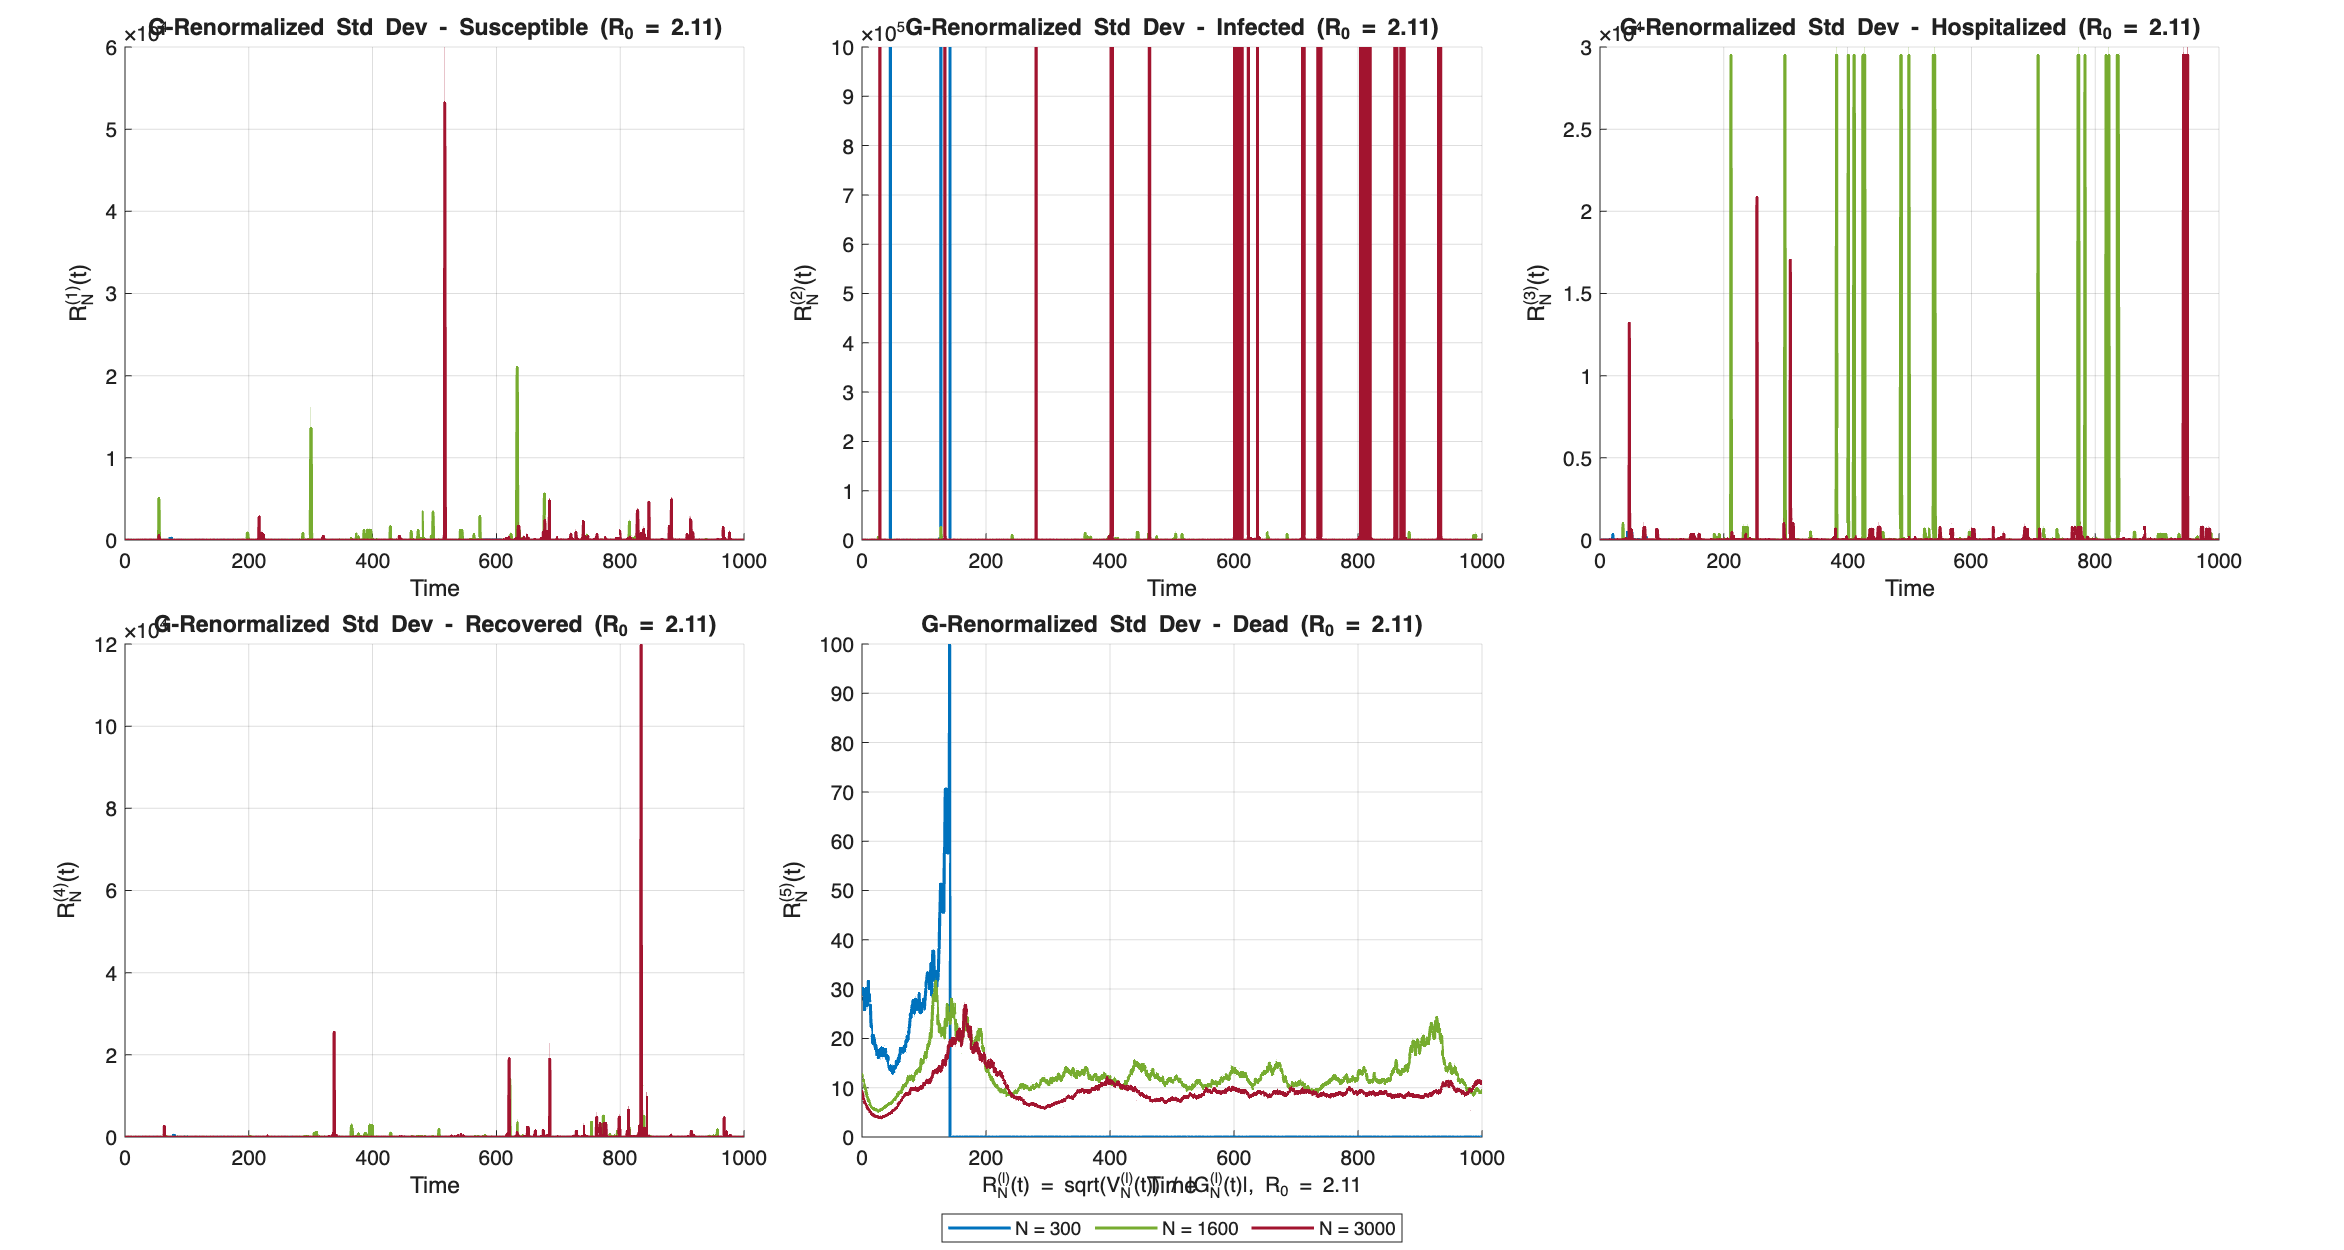 G-Renormalized Std Dev - Susceptible (R0 = 2.11)
6
5
4
3
2
1
0
0 200 400 600 800 1000
Time
R_N^(1)(t)
×10^5
G-Renormalized Std Dev - Infected (R0 = 2.11)
10
9
8
7
6
5
4
3
2
1
0
0 200 400 600 800 1000
Time
R_N^(2)(t)
G-Renormalized Std Dev - Hospitalized (R0 = 2.11)
3
2.5
2
1.5
1
0.5
0
0 200 400 600 800 1000
Time
R_N^(3)(t)
G-Renormalized Std Dev - Recovered (R0 = 2.11)
12
10
8
6
4
2
0
0 200 400 600 800 1000
Time
R_N^(4)(t)
G-Renormalized Std Dev - Dead (R0 = 2.11)
100
90
80
70
60
50
40
30
20
10
0
0 200 400 600 800 1000
Time
R_N^(5)(t)
R_N^(l)(t) = sqrt(V_N^(l)(t)) / |G_N^(l)(t)|, R0 = 2.11
N = 300 N = 1600 N = 3000